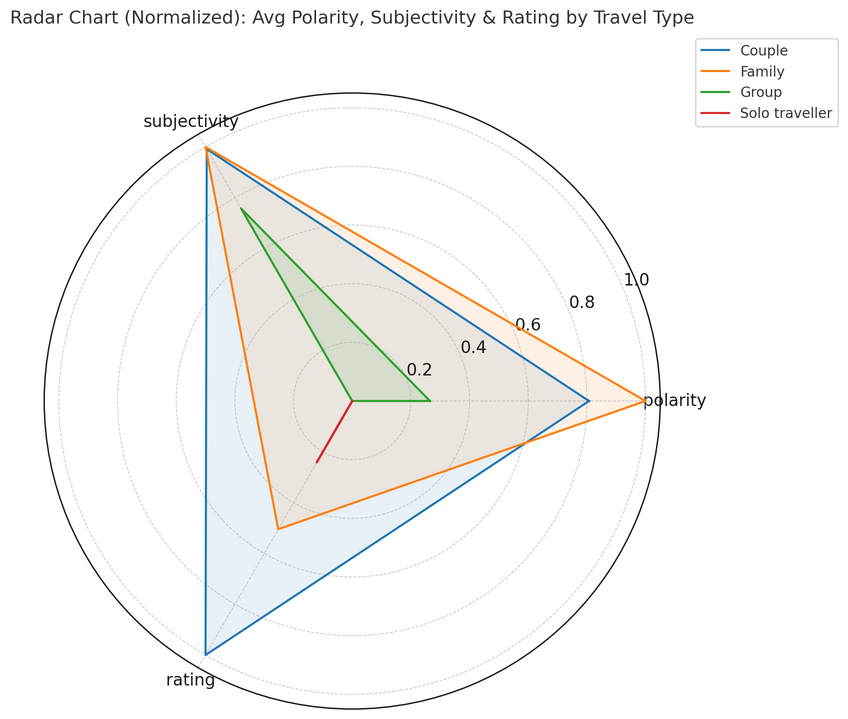 Radar Chart (Normalized): Avg Polarity, Subjectivity & Rating by Travel Type
Couple
Family
Group
Solo traveller
subjectivity
1.0
0.8
0.6
0.4
0.2
polarity
rating